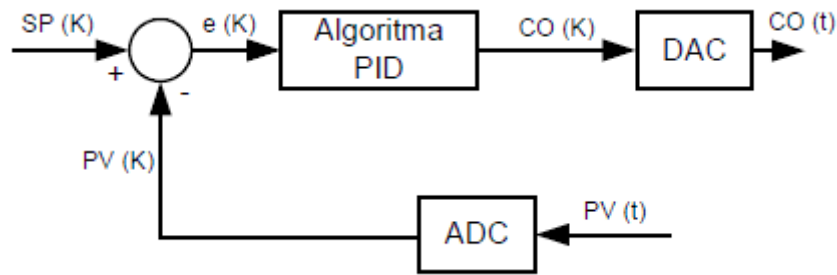 SP (K)
+
-
e (K)
Algoritma
PID
CO (K)
DAC
CO (t)
PV (K)
ADC
PV (t)